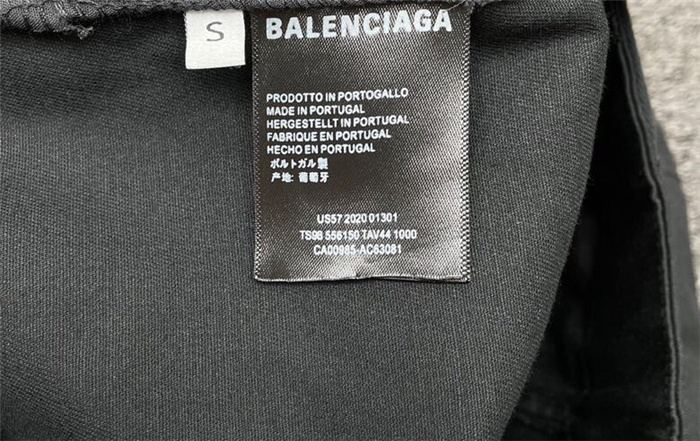 S
BALENCIAGA
PRODOTTO IN PORTOGALLO
MADE IN PORTUGAL
HERGESTELLT IN PORTUGAL
FABRIQUE EN PORTUGAL
HECHO EN PORTUGAL
ポルトガル製
产地: 葡萄牙
US57 2020 01301
TS98 556150 TAV44 1000
CA00985-AC63081